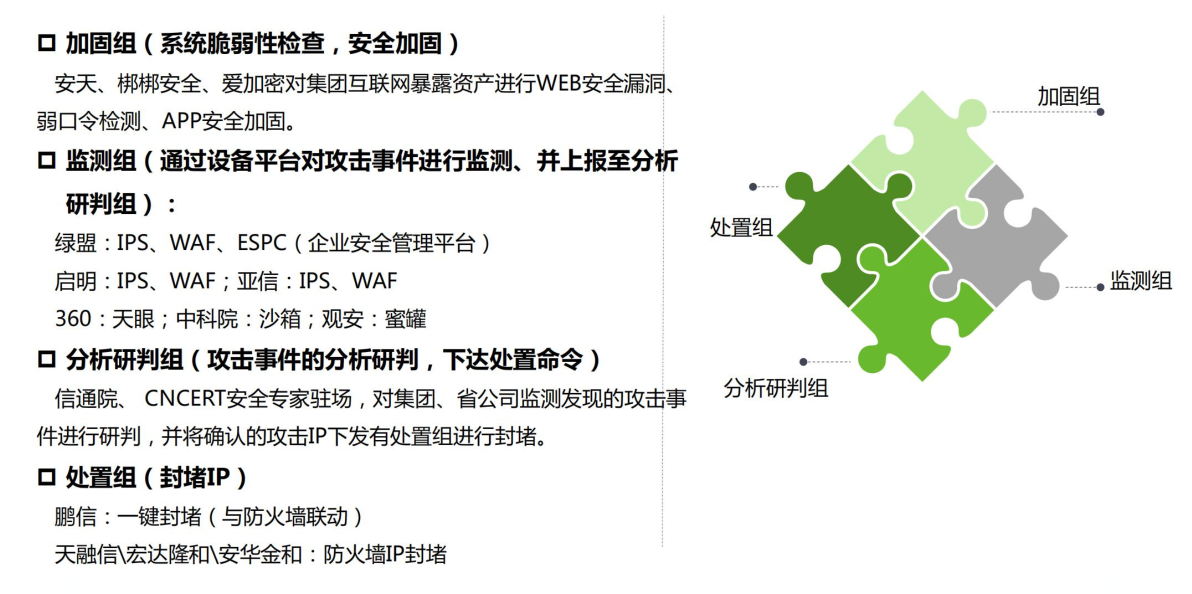 加固组（系统脆弱性检查，安全加固）
安天、梆梆安全、爱加密对集团互联网暴露资产进行WEB安全漏洞、
弱口令检测、APP安全加固。
监测组（通过设备平台对攻击事件进行监测、并上报至分析
研判组）：
绿盟：IPS、WAF、ESPC（企业安全管理平台）
启明：IPS、WAF；亚信：IPS、WAF
360：天眼；中科院：沙箱；观安：蜜罐
分析研判组（攻击事件的分析研判，下达处置命令）
信通院、 CNCERT安全专家驻场，对集团、省公司监测发现的攻击事
件进行研判，并将确认的攻击IP下发有处置组进行封堵。
处置组（封堵IP）
鹏信：一键封堵（与防火墙联动）
天融信\宏达隆和\安华金和：防火墙IP封堵
加固组
处置组
监测组
分析研判组